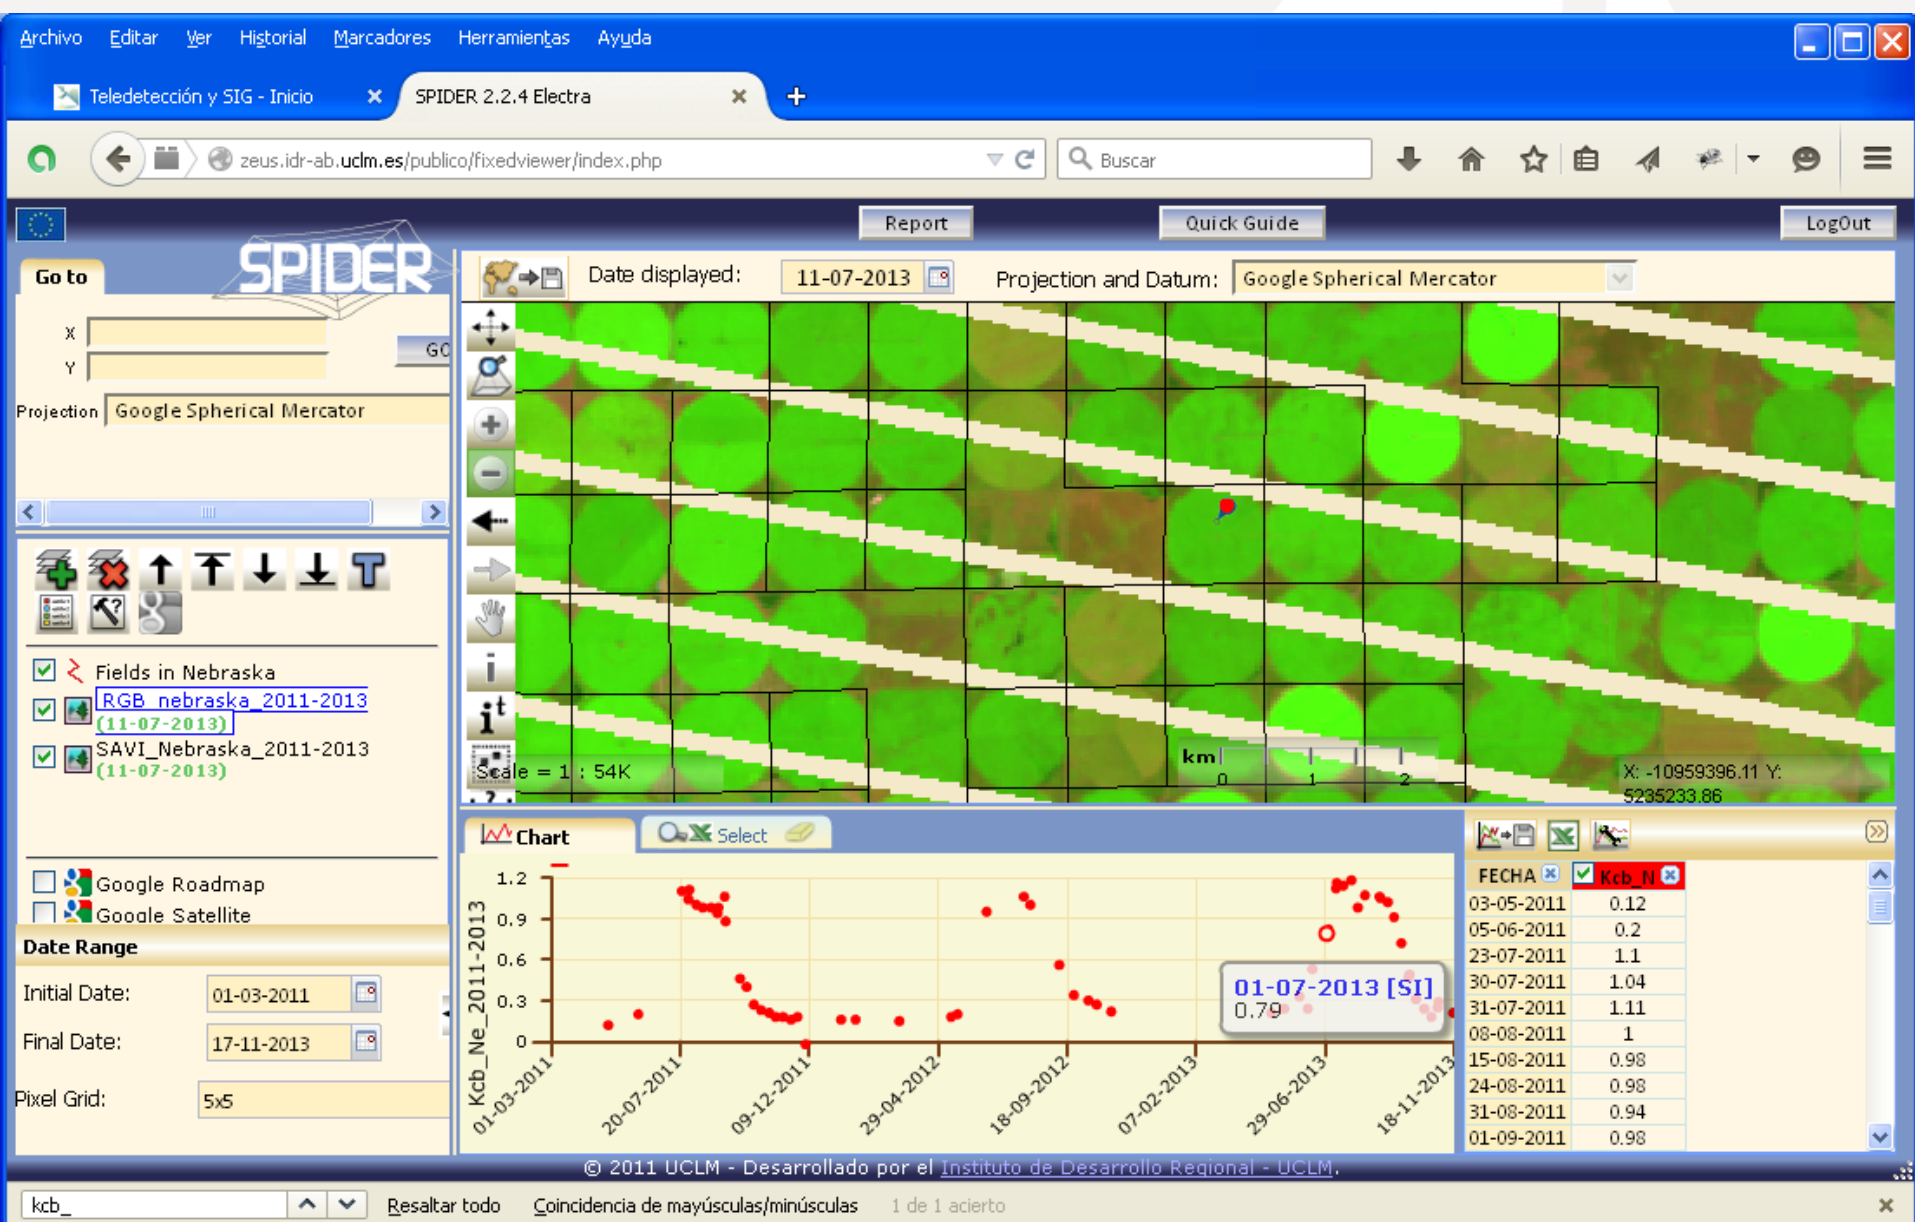 Archivo Editar Ver Historial Marcadores Herramientas Ayuda
Teledetección y SIG - Inicio SPIDER 2.2.4 Electra
zeus.idr-ab.uclm.es/publico/fixedviewer/index.php Buscar
Report Quick Guide LogOut
SPIDER
Go to
X
GO
Y
Projection Google Spherical Mercator
Date displayed: 11-07-2013 Projection and Datum: Google Spherical Mercator
Fields in Nebraska
RGB_nebraska_2011-2013
(11-07-2013)
SAVI_Nebraska_2011-2013
(11-07-2013)
Google Roadmap
Google Satellite
Date Range
Initial Date: 01-03-2011
Final Date: 17-11-2013
Pixel Grid: 5x5
Scale = 1 : 54K
km
0 1 2
X: -10959396.11 Y:
5235233.86
Chart Select
Kcb_Ne_2011-2013
1.2
0.9
0.6
0.3
0
01-03-2011 20-07-2011 09-12-2011 29-04-2012 18-09-2012 07-02-2013 29-06-2013 18-11-2013
01-07-2013 [SI]
0.79
FECHA Kcb_N
03-05-2011 0.12
05-06-2011 0.2
23-07-2011 1.1
30-07-2011 1.04
31-07-2011 1.11
08-08-2011 1
15-08-2011 0.98
24-08-2011 0.98
31-08-2011 0.94
01-09-2011 0.98
© 2011 UCLM - Desarrollado por el Instituto de Desarrollo Regional - UCLM.
kcb_ Resaltar todo Coincidencia de mayúsculas/minúsculas 1 de 1 acierto